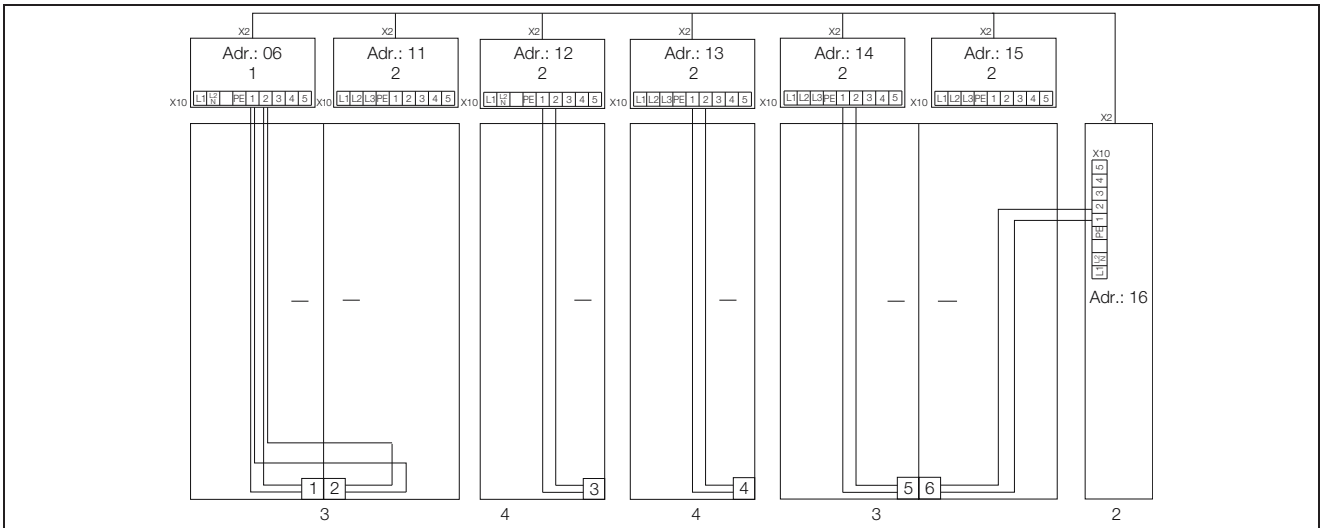 X2 X2 X2 X2 X2 X2
Adr.: 06 Adr.: 11 Adr.: 12 Adr.: 13 Adr.: 14 Adr.: 15
1 2 2 2 2 2
X10 L1 L2 N PE 1 2 3 4 5
X10 L1 L2 L3 PE 1 2 3 4 5
X10 L1 L2 N PE 1 2 3 4 5
X10 L1 L2 L3 PE 1 2 3 4 5
X10 L1 L2 L3 PE 1 2 3 4 5
X10 L1 L2 L3 PE 1 2 3 4 5
X2
X10
L1 L2 N PE 1 2 3 4 5
Adr.: 16
1 2 3 4 5 6
3 4 4 3 2